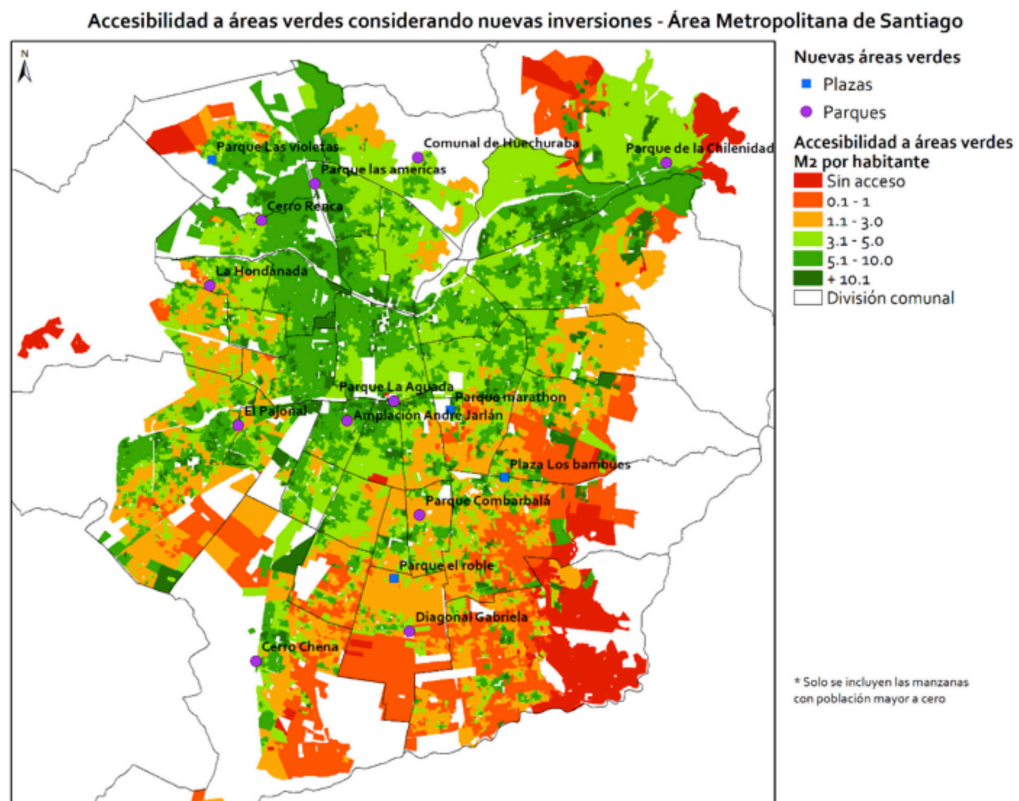 Accesibilidad a áreas verdes considerando nuevas inversiones - Área Metropolitana de Santiago
N
Nuevas áreas verdes
Plazas
Parques
Accesibilidad a áreas verdes
M2 por habitante
Sin acceso
0.1 - 1
1.1 - 3.0
3.1 - 5.0
5.1 - 10.0
+ 10.1
División comunal
Comunal de Huechuraba
Parque Las violetas
Parque de la Chilenidad
Parque las americas
Cerro Renca
La Hondanada
Parque La Aguada
Parque marathon
El Pajonal
Amplación André Jarlán
Plaza Los bambues
Parque Combarbalá
Parque el roble
Diagonal Gabriela
Cerro Chena
* Solo se incluyen las manzanas
con población mayor a cero